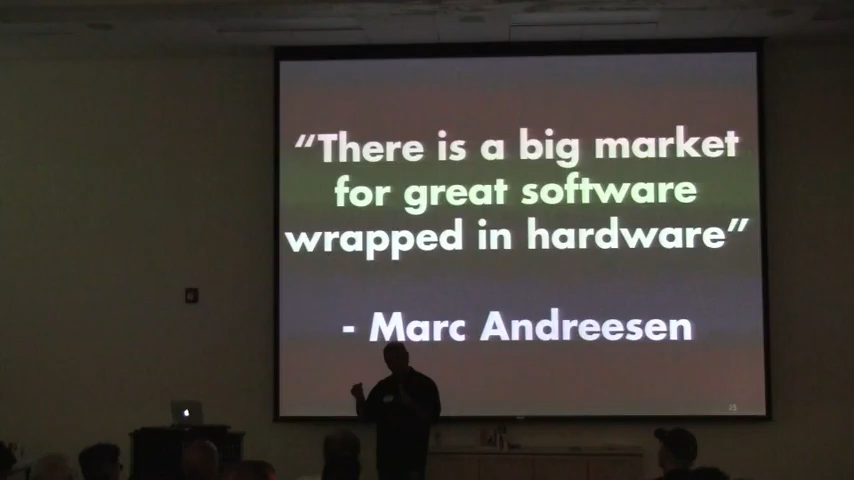 “There is a big market
for great software
wrapped in hardware”
- Marc Andreesen